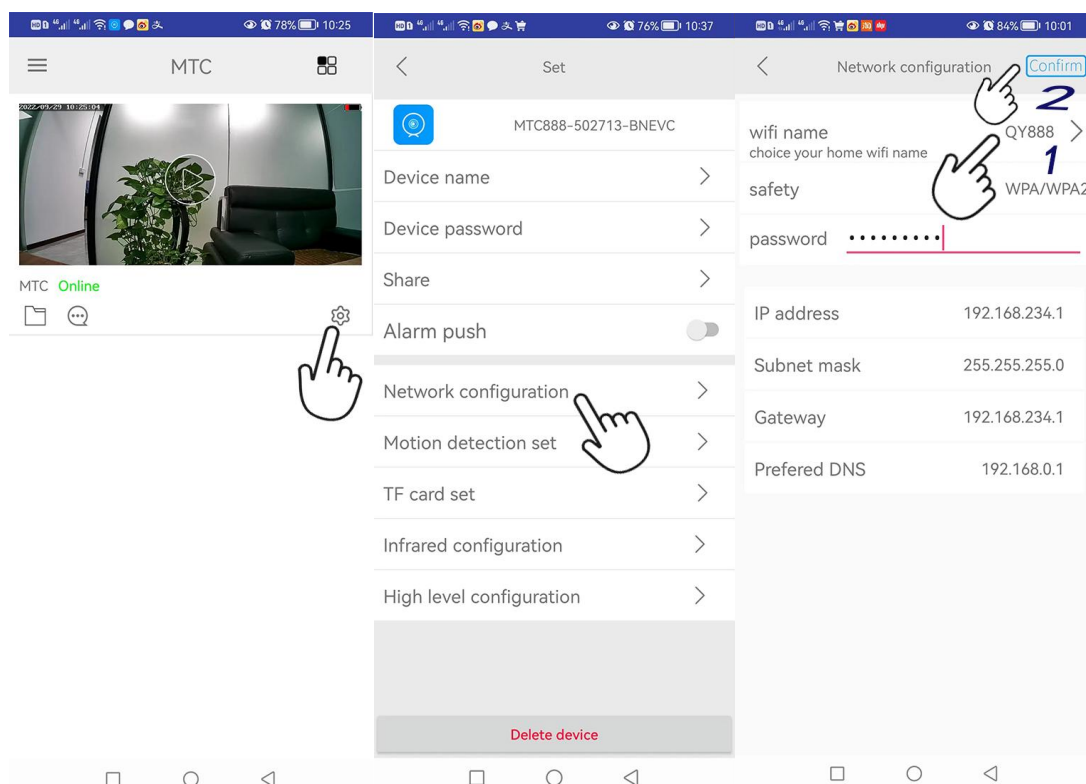 78% 10:25
MTC
2022/09/29 10:25:04
MTC Online
76% 10:37
Set
MTC888-502713-BNEVC
Device name
Device password
Share
Alarm push
Network configuration
Motion detection set
TF card set
Infrared configuration
High level configuration
Delete device
84% 10:01
Network configuration Confirm
2
wifi name QY888
choice your home wifi name
1
safety WPA/WPA2
password •••••••••
IP address 192.168.234.1
Subnet mask 255.255.255.0
Gateway 192.168.234.1
Prefered DNS 192.168.0.1